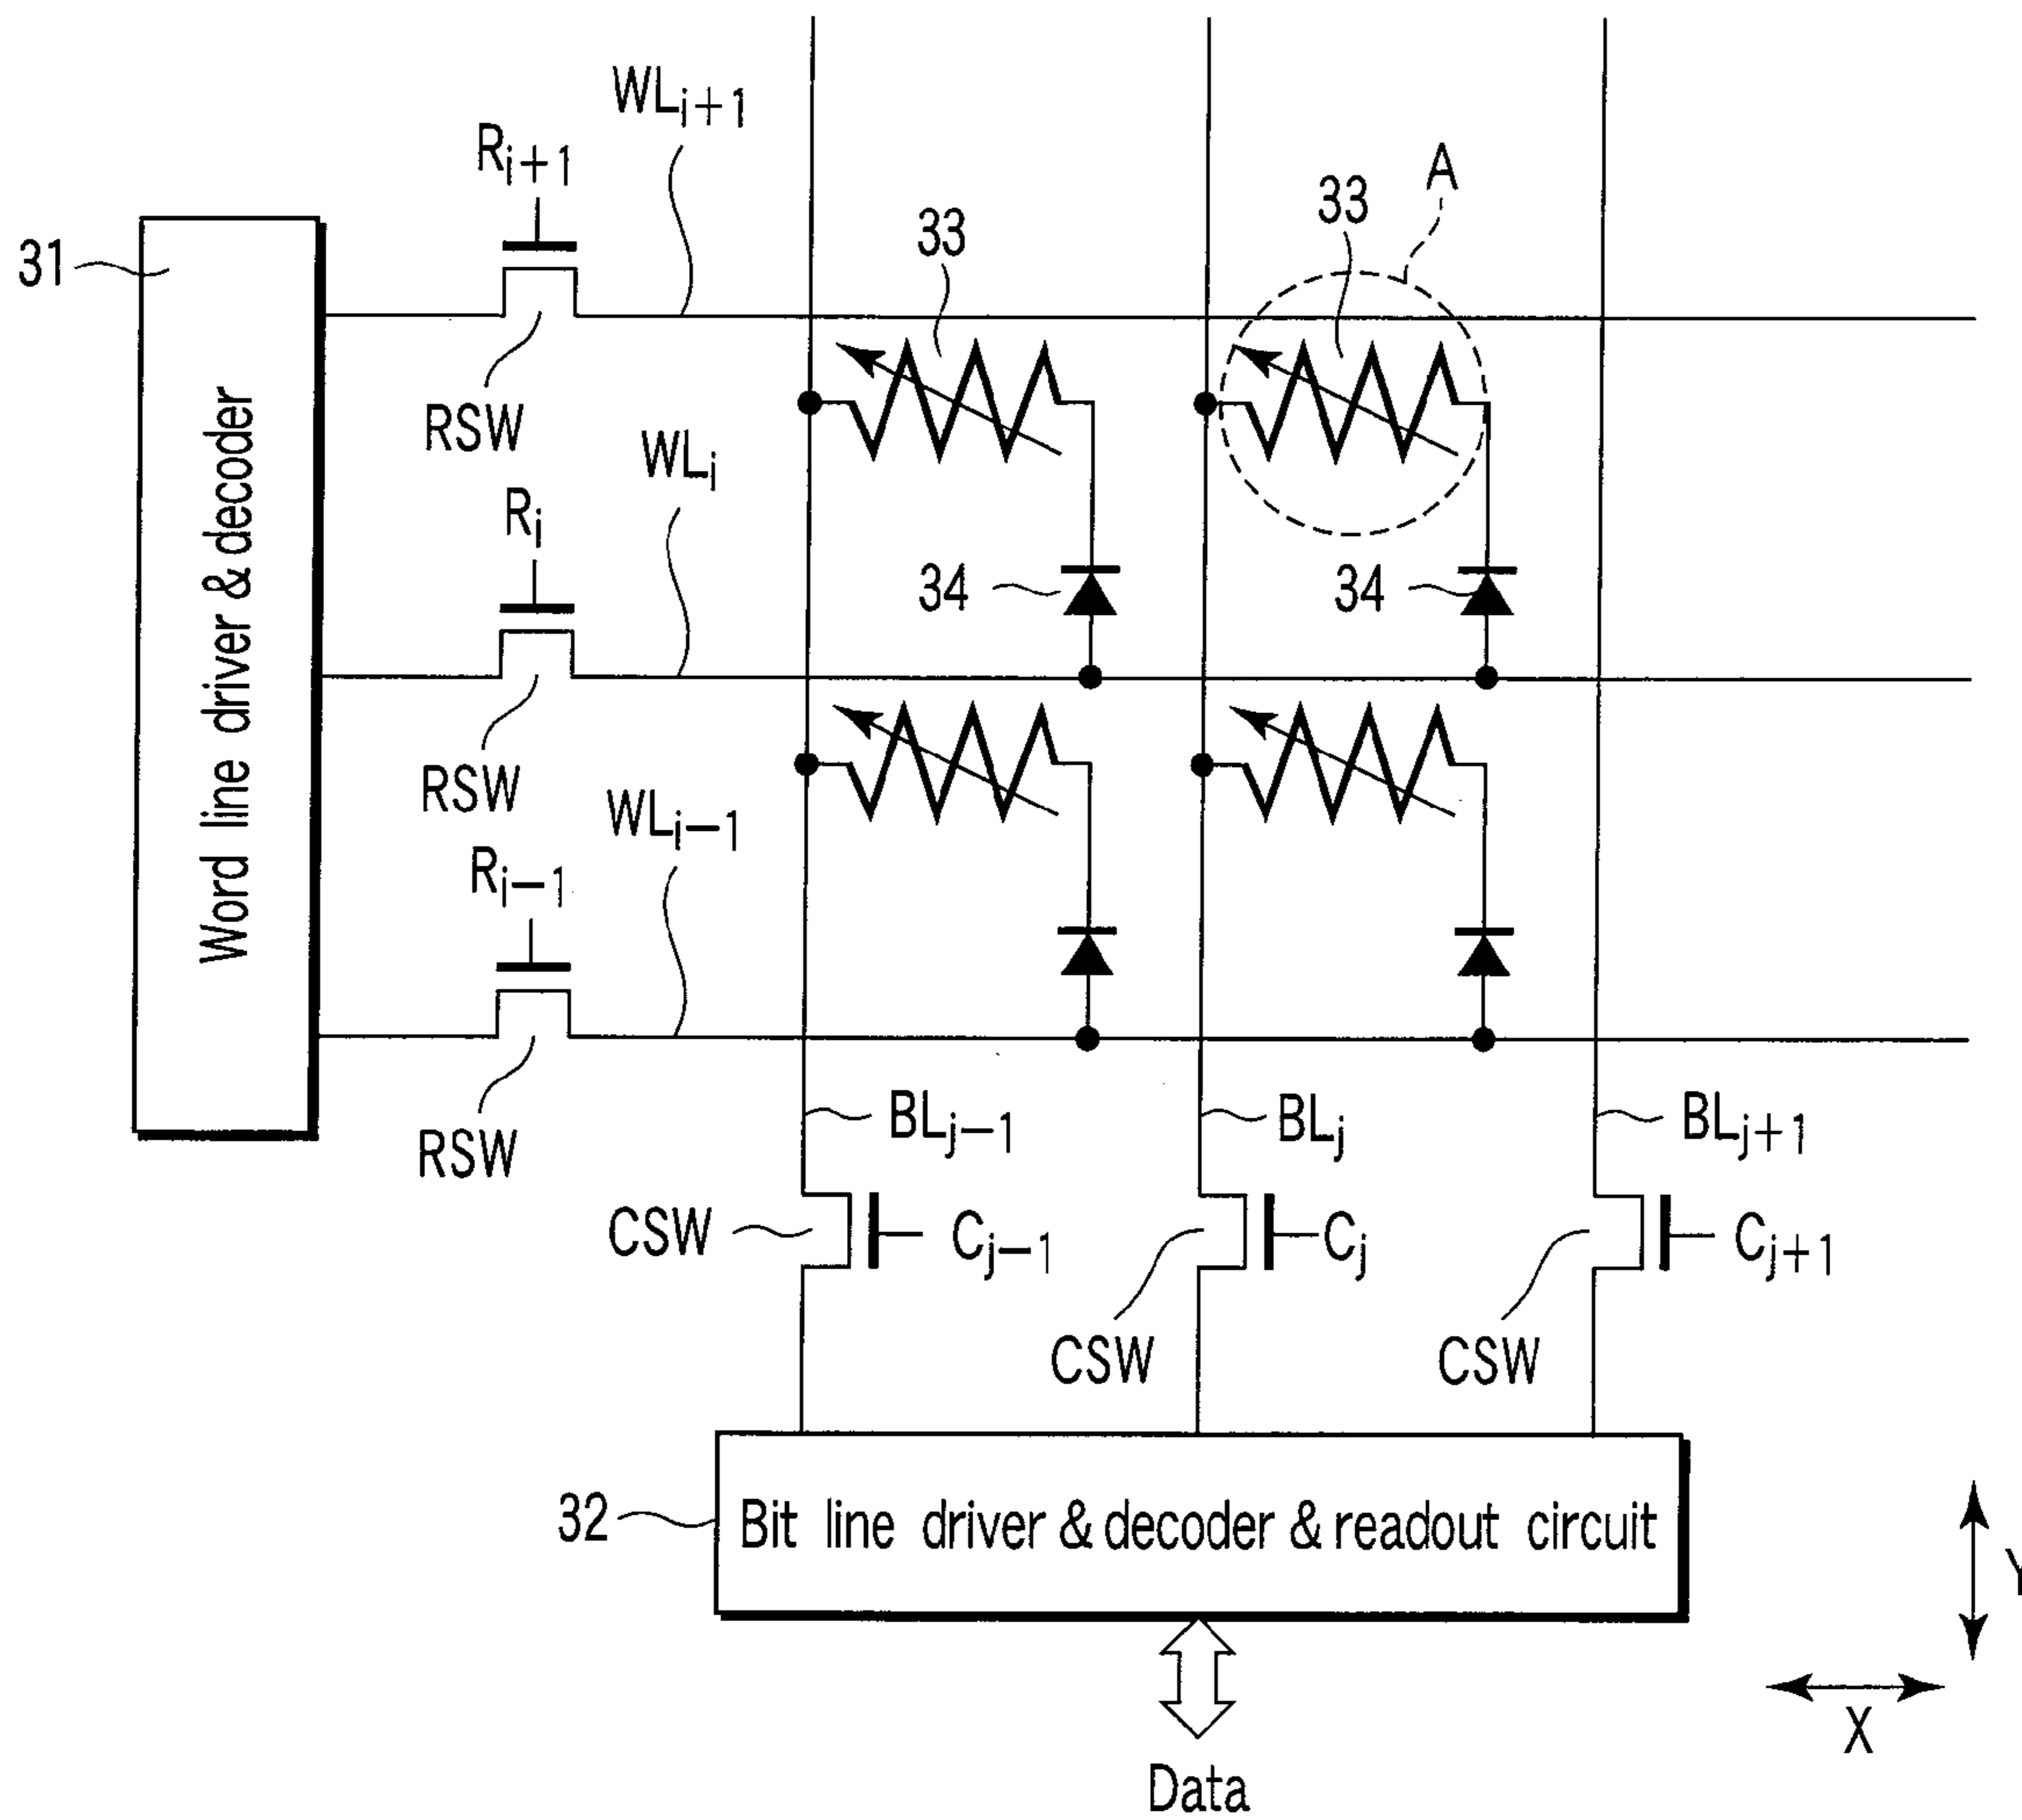 WLi+1
Ri+1
A
33
33
31
RSW
WLi
Ri
34
34
Word line driver & decoder
RSW
WLi−1
Ri−1
RSW
BLj−1
BLj
BLj+1
CSW
Cj−1
Cj
Cj+1
CSW
CSW
32
Bit line driver & decoder & readout circuit
Y
X
Data